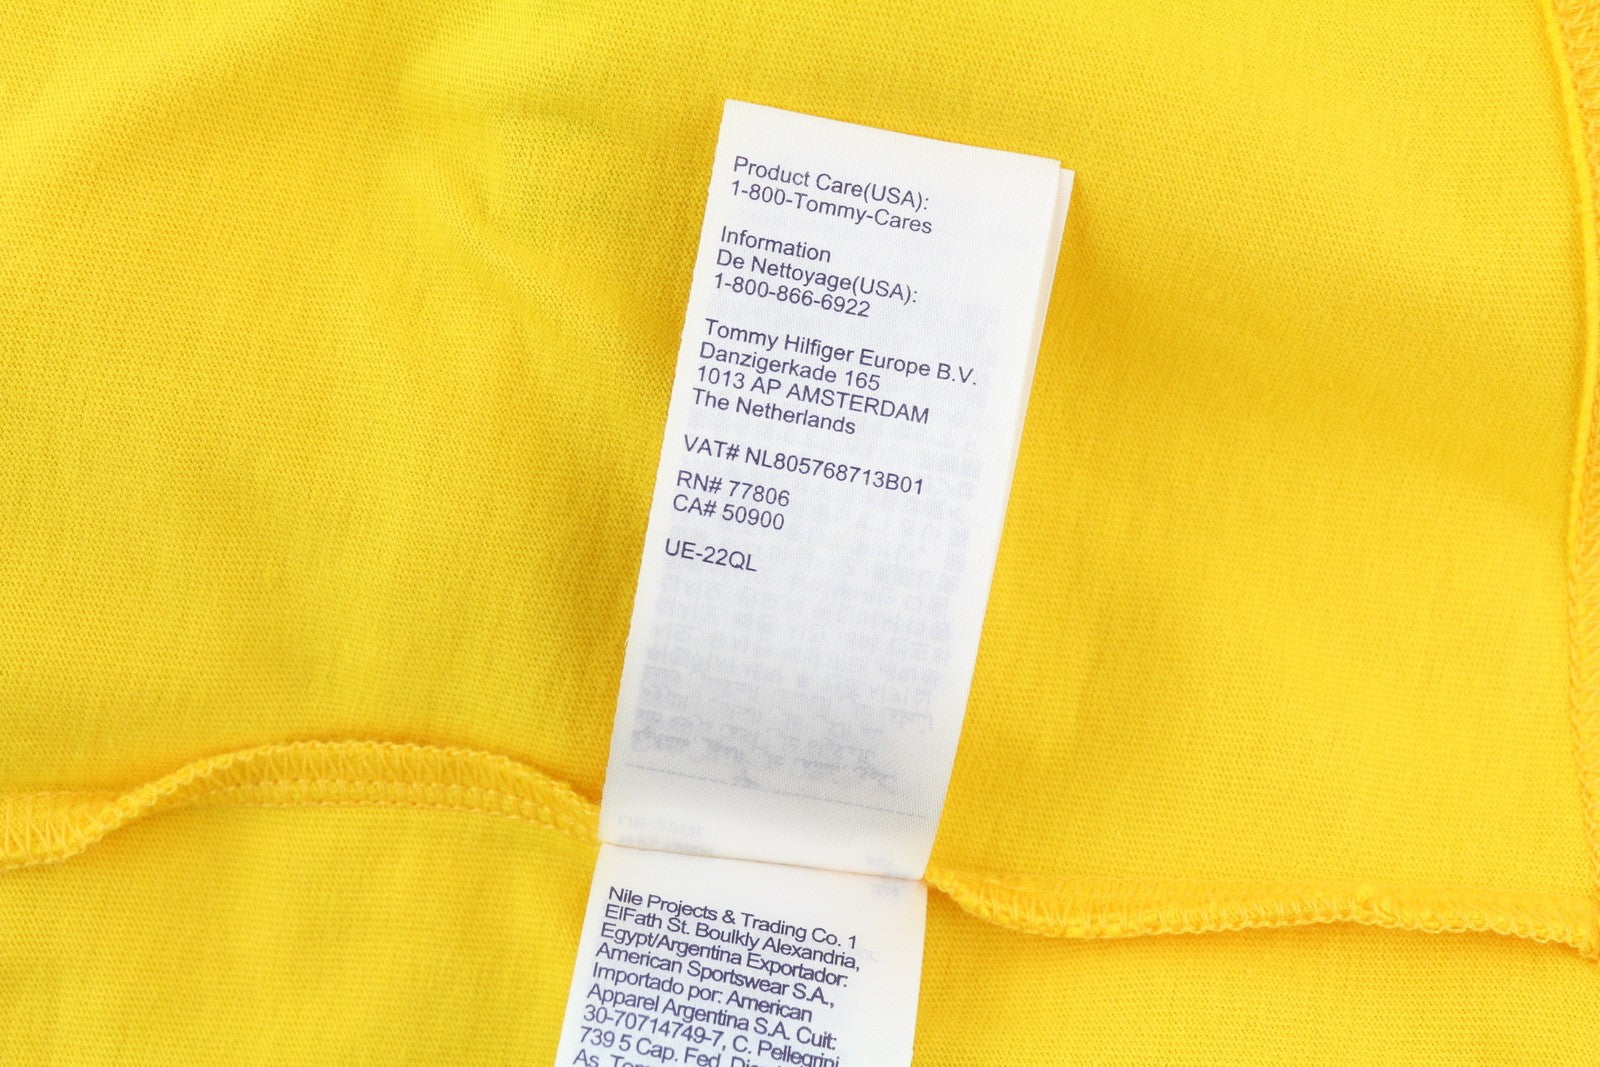 Product Care(USA):
1-800-Tommy-Cares
Information
De Nettoyage(USA):
1-800-866-6922
Tommy Hilfiger Europe B.V.
Danzigerkade 165
1013 AP AMSTERDAM
The Netherlands
VAT# NL805768713B01
RN# 77806
CA# 50900
UE-22QL
Nile Projects & Trading Co. 1
ElFath St. Boulkly Alexandria,
Egypt/Argentina Exportador:
American Sportswear S.A.,
Importado por: American
Apparel Argentina S.A. Cuit:
30-70714749-7, C. Pellegrini
739 5 Cap. Fed.
As.